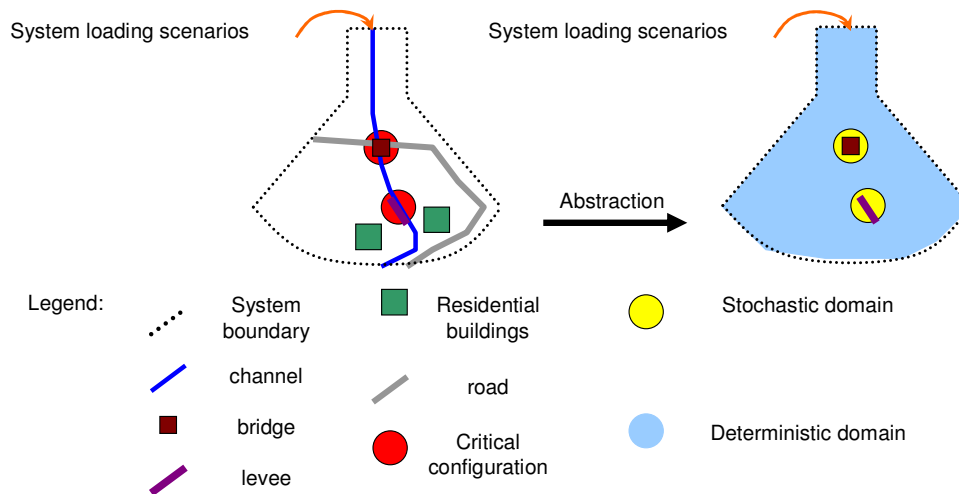 System loading scenarios
System loading scenarios
Abstraction
Legend:
System
boundary
Residential
buildings
Stochastic domain
channel
road
bridge
Critical
configuration
Deterministic domain
levee